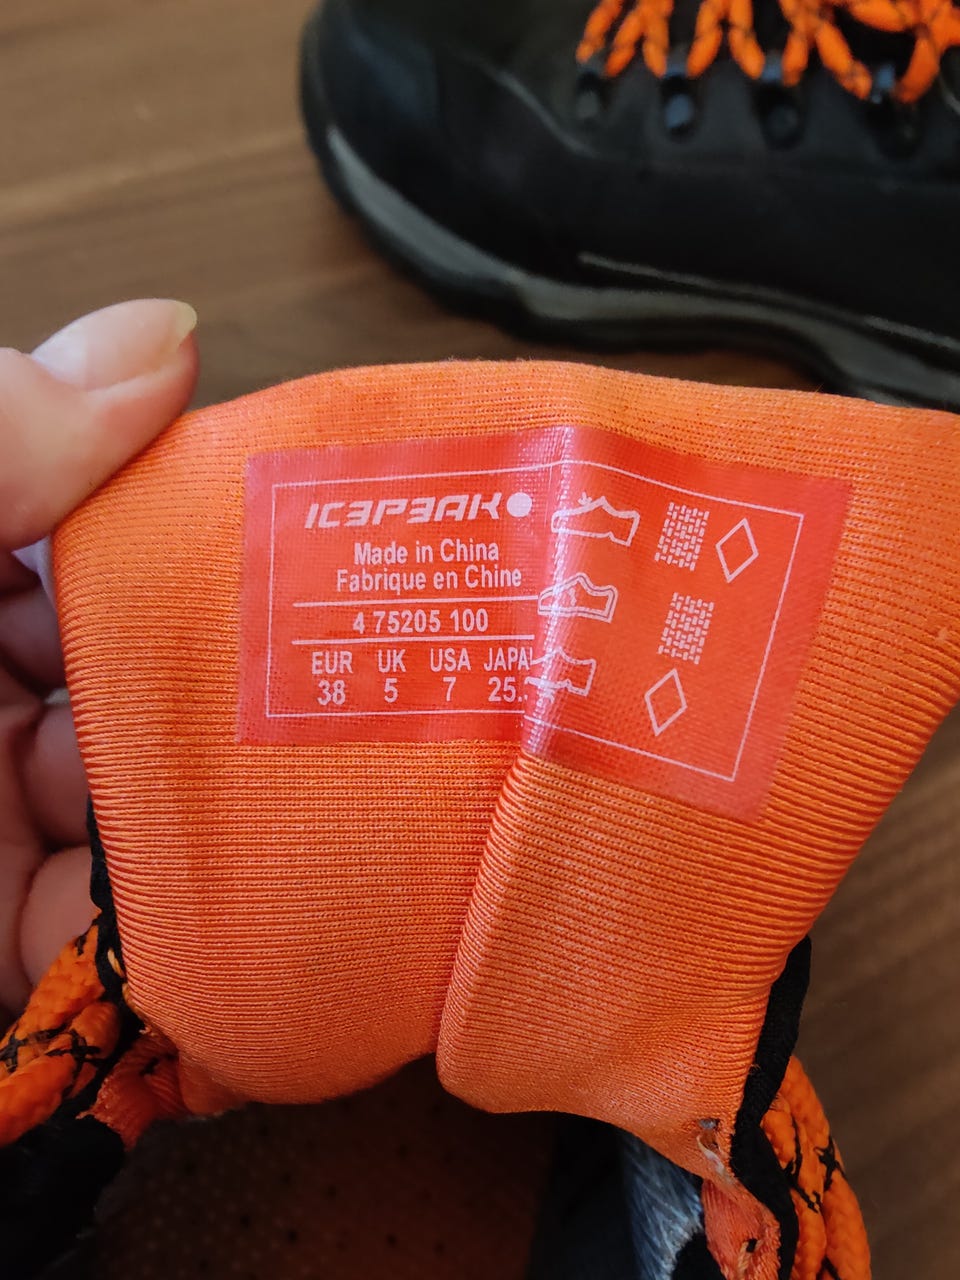 ICEPEAK
Made in China
Fabrique en Chine
4 75205 100
EUR UK USA
38 5 7